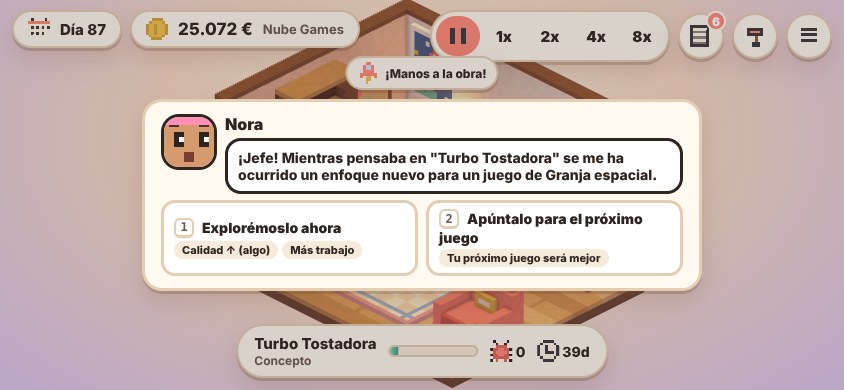 Día 87
25.072 € Nube Games
1x 2x 4x 8x
6
¡Manos a la obra!
Nora
¡Jefe! Mientras pensaba en "Turbo Tostadora" se me ha
ocurrido un enfoque nuevo para un juego de Granja espacial.
1 Explorémoslo ahora
Calidad ↑ (algo) Más trabajo
2 Apúntalo para el próximo
juego
Tu próximo juego será mejor
Turbo Tostadora
Concepto
0
39d